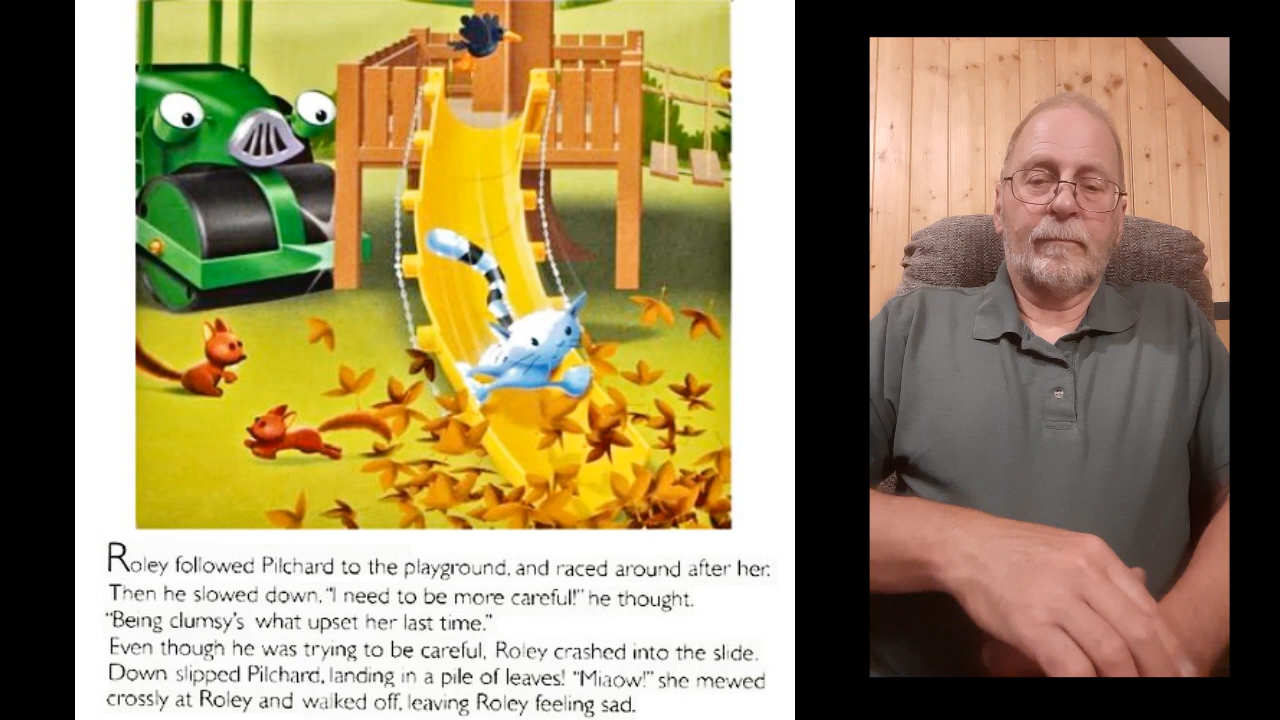 Roley followed Pilchard to the playground, and raced around after her.
Then he slowed down. "I need to be more careful!" he thought.
"Being clumsy's what upset her last time."
Even though he was trying to be careful, Roley crashed into the slide.
Down slipped Pilchard, landing in a pile of leaves! "Miaow!" she mewed
crossly at Roley and walked off, leaving Roley feeling sad.